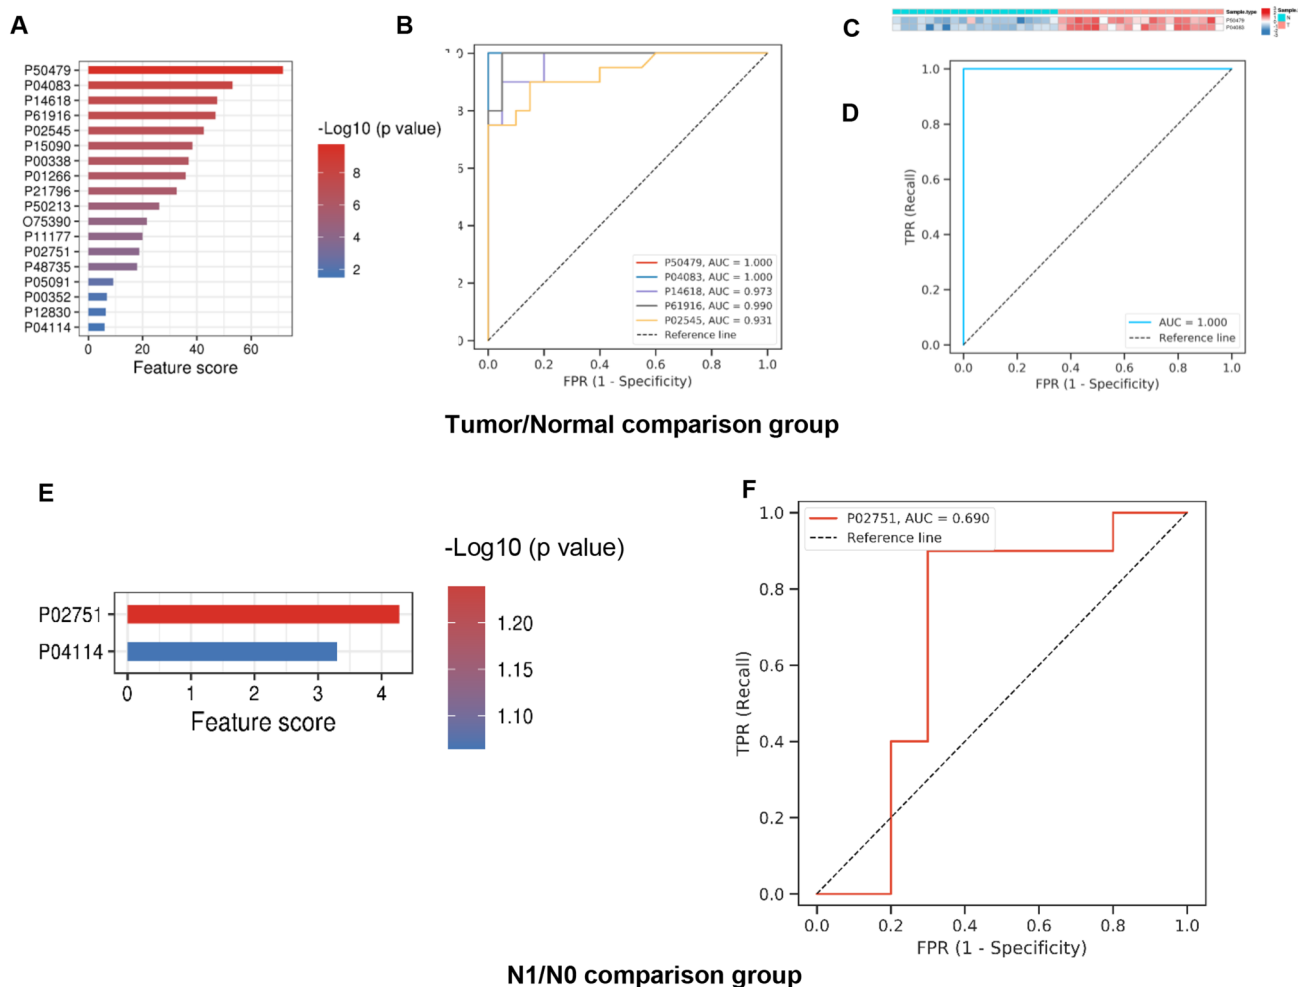 A
P50479
P04083
P14618
P61916
P02545
P15090
P00338
P01266
P21796
P50213
O75390
P11177
P02751
P48735
P05091
P00352
P12830
P04114
0 20 40 60
Feature score
-Log10 (p value)
8
6
4
2
B
0.0 0.2 0.4 0.6 0.8 1.0
FPR (1 - Specificity)
P50479, AUC = 1.000
P04083, AUC = 1.000
P14618, AUC = 0.973
P61916, AUC = 0.990
P02545, AUC = 0.931
Reference line
C
Sample.type
P50479
P04083
Sample.
N
T
D
1.0
0.8
0.6
0.4
0.2
0.0
TPR (Recall)
0.0 0.2 0.4 0.6 0.8 1.0
FPR (1 - Specificity)
AUC = 1.000
Reference line
Tumor/Normal comparison group
E
P02751
P04114
0 1 2 3 4
Feature score
-Log10 (p value)
1.20
1.15
1.10
F
1.0
0.8
0.6
0.4
0.2
0.0
TPR (Recall)
P02751, AUC = 0.690
Reference line
0.0 0.2 0.4 0.6 0.8 1.0
FPR (1 - Specificity)
N1/N0 comparison group